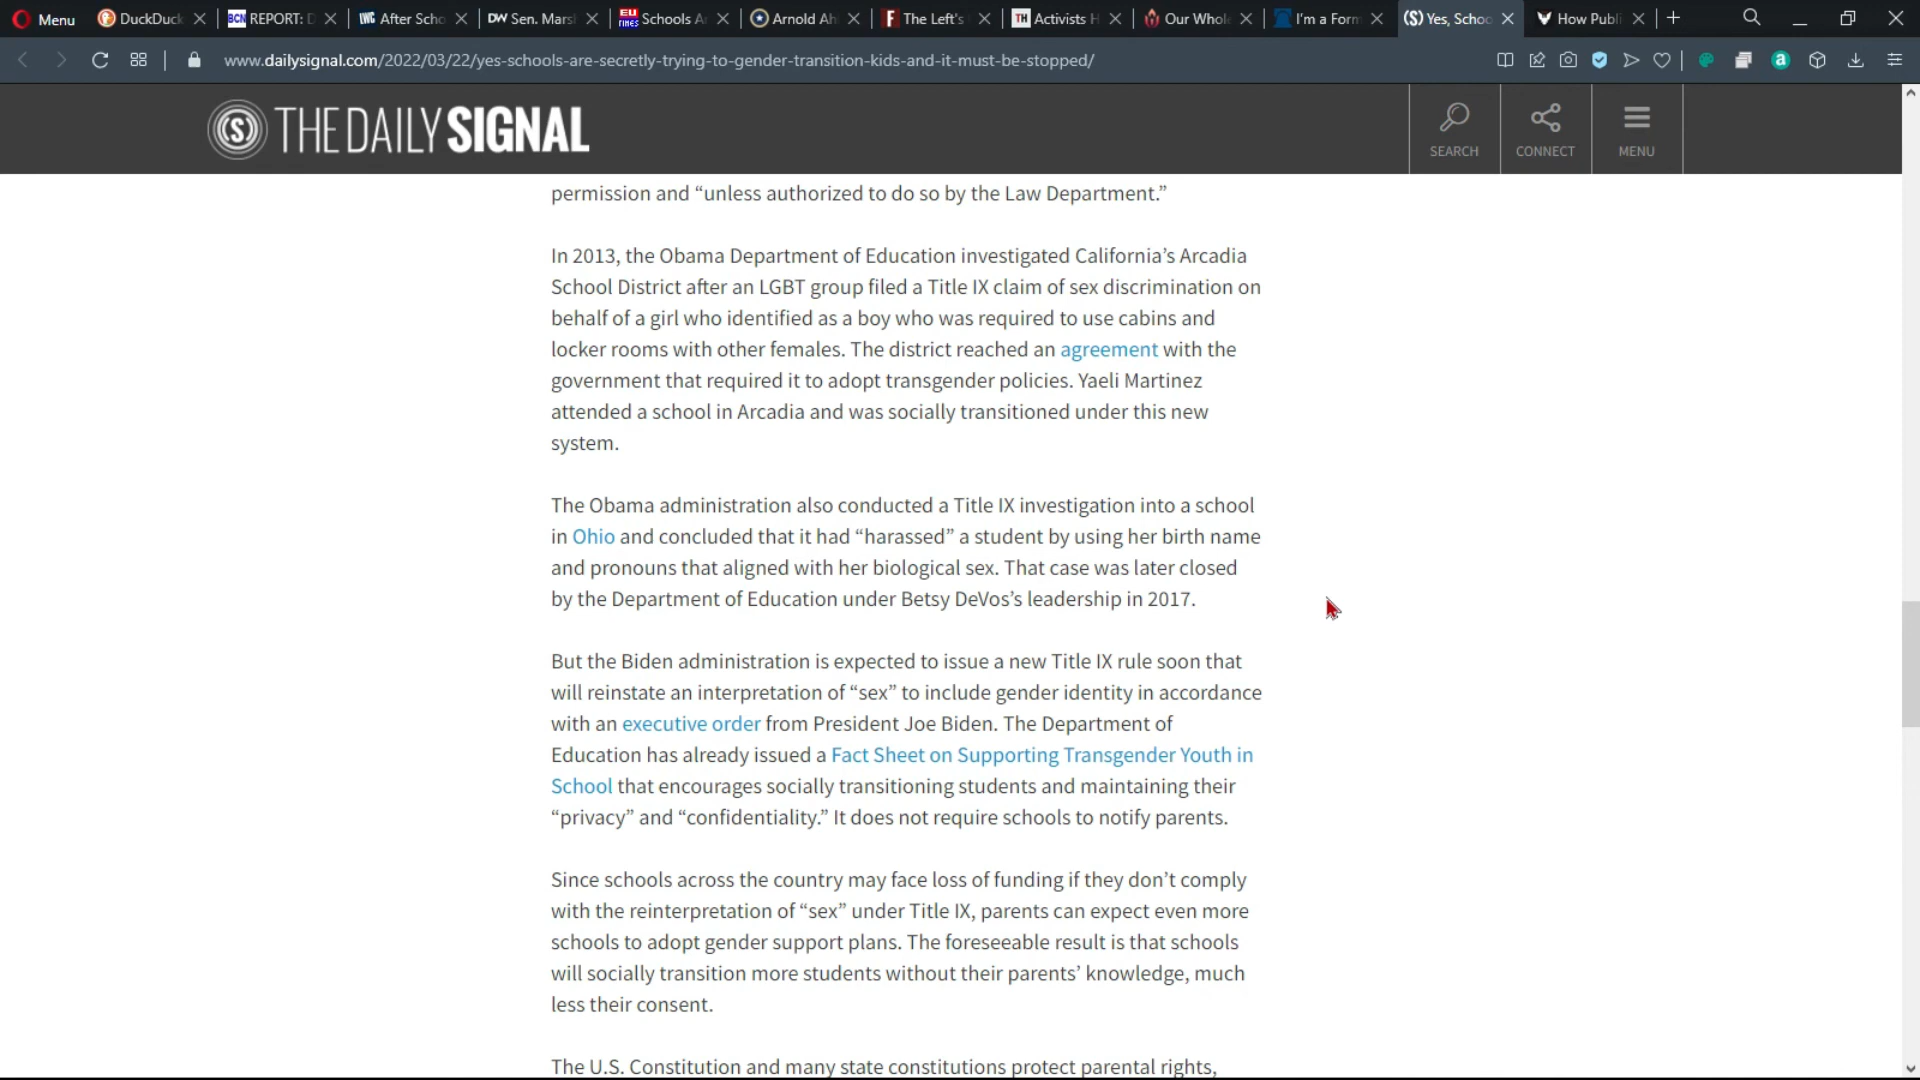 Menu
DuckDuck
BCN REPORT: D
IWC After Scho
DW Sen. Mars
EU TIMES Schools A
Arnold Ah
F The Left's
TH Activists H
Our Whol
I'm a Form
(S) Yes, Schoo
How Publi
www.dailysignal.com/2022/03/22/yes-schools-are-secretly-trying-to-gender-transition-kids-and-it-must-be-stopped/
(S) THE DAILY SIGNAL
SEARCH
CONNECT
MENU
permission and “unless authorized to do so by the Law Department.”
In 2013, the Obama Department of Education investigated California’s Arcadia
School District after an LGBT group filed a Title IX claim of sex discrimination on
behalf of a girl who identified as a boy who was required to use cabins and
locker rooms with other females. The district reached an agreement with the
government that required it to adopt transgender policies. Yaeli Martinez
attended a school in Arcadia and was socially transitioned under this new
system.
The Obama administration also conducted a Title IX investigation into a school
in Ohio and concluded that it had “harassed” a student by using her birth name
and pronouns that aligned with her biological sex. That case was later closed
by the Department of Education under Betsy DeVos’s leadership in 2017.
But the Biden administration is expected to issue a new Title IX rule soon that
will reinstate an interpretation of “sex” to include gender identity in accordance
with an executive order from President Joe Biden. The Department of
Education has already issued a Fact Sheet on Supporting Transgender Youth in
School that encourages socially transitioning students and maintaining their
“privacy” and “confidentiality.” It does not require schools to notify parents.
Since schools across the country may face loss of funding if they don’t comply
with the reinterpretation of “sex” under Title IX, parents can expect even more
schools to adopt gender support plans. The foreseeable result is that schools
will socially transition more students without their parents’ knowledge, much
less their consent.
The U.S. Constitution and many state constitutions protect parental rights,